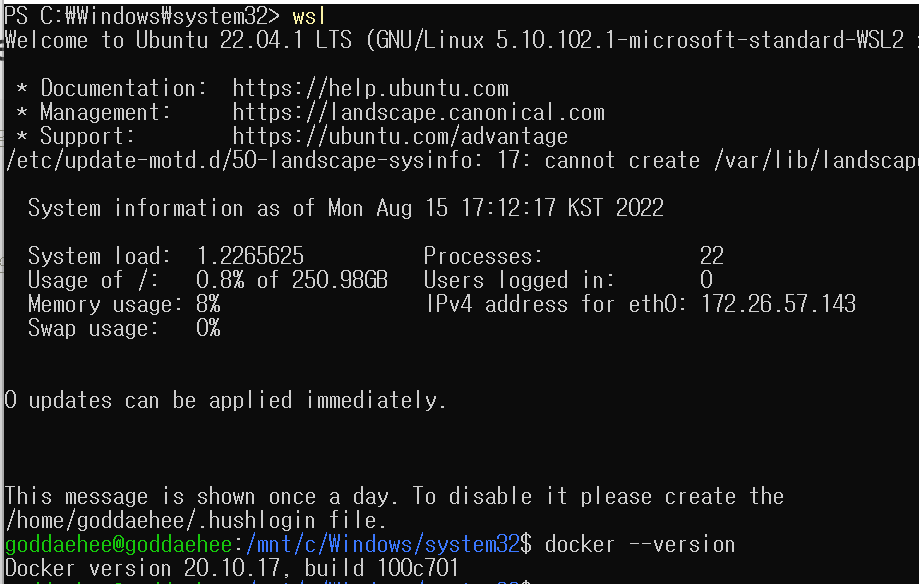 PS C:₩Windows₩system32> wsl
Welcome to Ubuntu 22.04.1 LTS (GNU/Linux 5.10.102.1-microsoft-standard-WSL2
* Documentation:  https://help.ubuntu.com
* Management:     https://landscape.canonical.com
* Support:        https://ubuntu.com/advantage
/etc/update-motd.d/50-landscape-sysinfo: 17: cannot create /var/lib/landscape
System information as of Mon Aug 15 17:12:17 KST 2022
System load:  1.2265625          Processes:             22
Usage of /:   0.8% of 250.98GB   Users logged in:       0
Memory usage: 8%                 IPv4 address for eth0: 172.26.57.143
Swap usage:   0%
0 updates can be applied immediately.
This message is shown once a day. To disable it please create the
/home/goddaehee/.hushlogin file.
goddaehee@goddaehee:/mnt/c/Windows/system32$ docker --version
Docker version 20.10.17, build 100c701